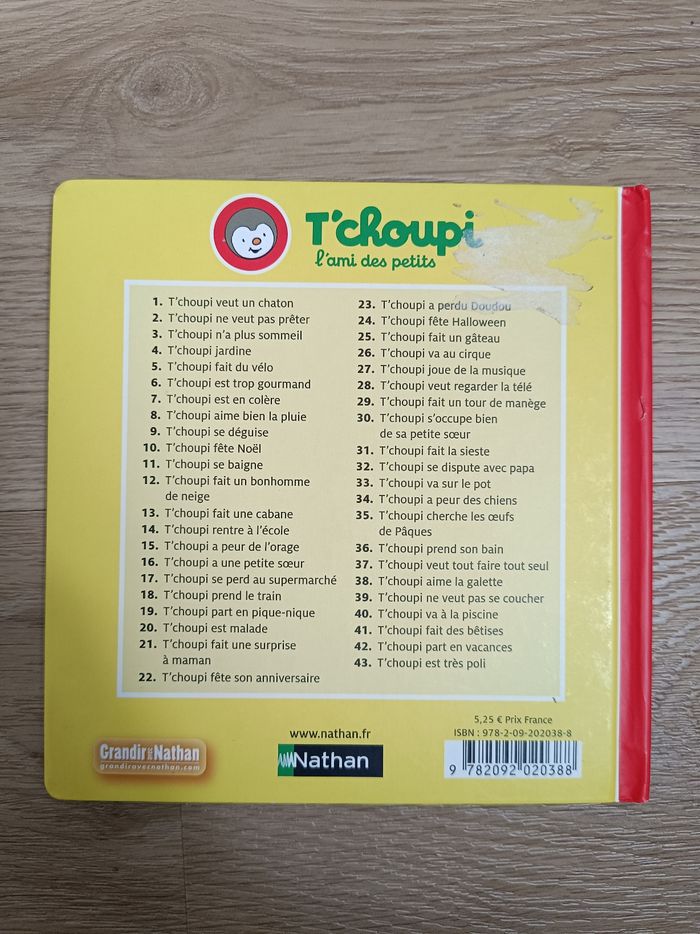 T'choupi
l'ami des petits
1. T'choupi veut un chaton
2. T'choupi ne veut pas prêter
3. T'choupi n'a plus sommeil
4. T'choupi jardine
5. T'choupi fait du vélo
6. T'choupi est trop gourmand
7. T'choupi est en colère
8. T'choupi aime bien la pluie
9. T'choupi se déguise
10. T'choupi fête Noël
11. T'choupi se baigne
12. T'choupi fait un bonhomme
de neige
13. T'choupi fait une cabane
14. T'choupi rentre à l'école
15. T'choupi a peur de l'orage
16. T'choupi a une petite sœur
17. T'choupi se perd au supermarché
18. T'choupi prend le train
19. T'choupi part en pique-nique
20. T'choupi est malade
21. T'choupi fait une surprise
à maman
22. T'choupi fête son anniversaire
23. T'choupi a perdu Doudou
24. T'choupi fête Halloween
25. T'choupi fait un gâteau
26. T'choupi va au cirque
27. T'choupi joue de la musique
28. T'choupi veut regarder la télé
29. T'choupi fait un tour de manège
30. T'choupi s'occupe bien
de sa petite sœur
31. T'choupi fait la sieste
32. T'choupi se dispute avec papa
33. T'choupi va sur le pot
34. T'choupi a peur des chiens
35. T'choupi cherche les œufs
de Pâques
36. T'choupi prend son bain
37. T'choupi veut tout faire tout seul
38. T'choupi aime la galette
39. T'choupi ne veut pas se coucher
40. T'choupi va à la piscine
41. T'choupi fait des bêtises
42. T'choupi part en vacances
43. T'choupi est très poli
Grandir avec Nathan
grandiravecnathan.com
www.nathan.fr
Nathan
5,25 € Prix France
ISBN : 978-2-09-202038-8
9 782092 020388